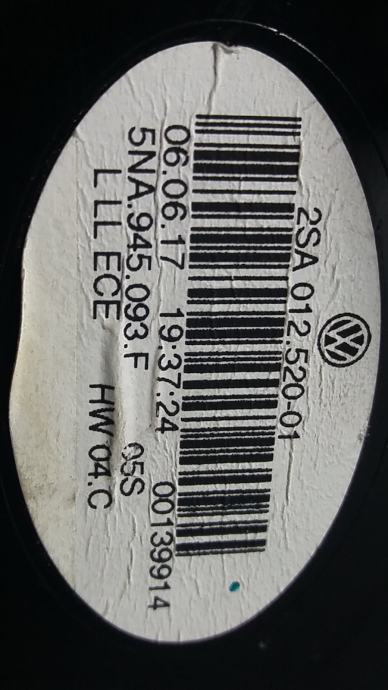 VW
2SA 012.520-01
06.06.17 19:37:24 00139914
5NA.945.093.F 05S
L LL ECE HW 04.C